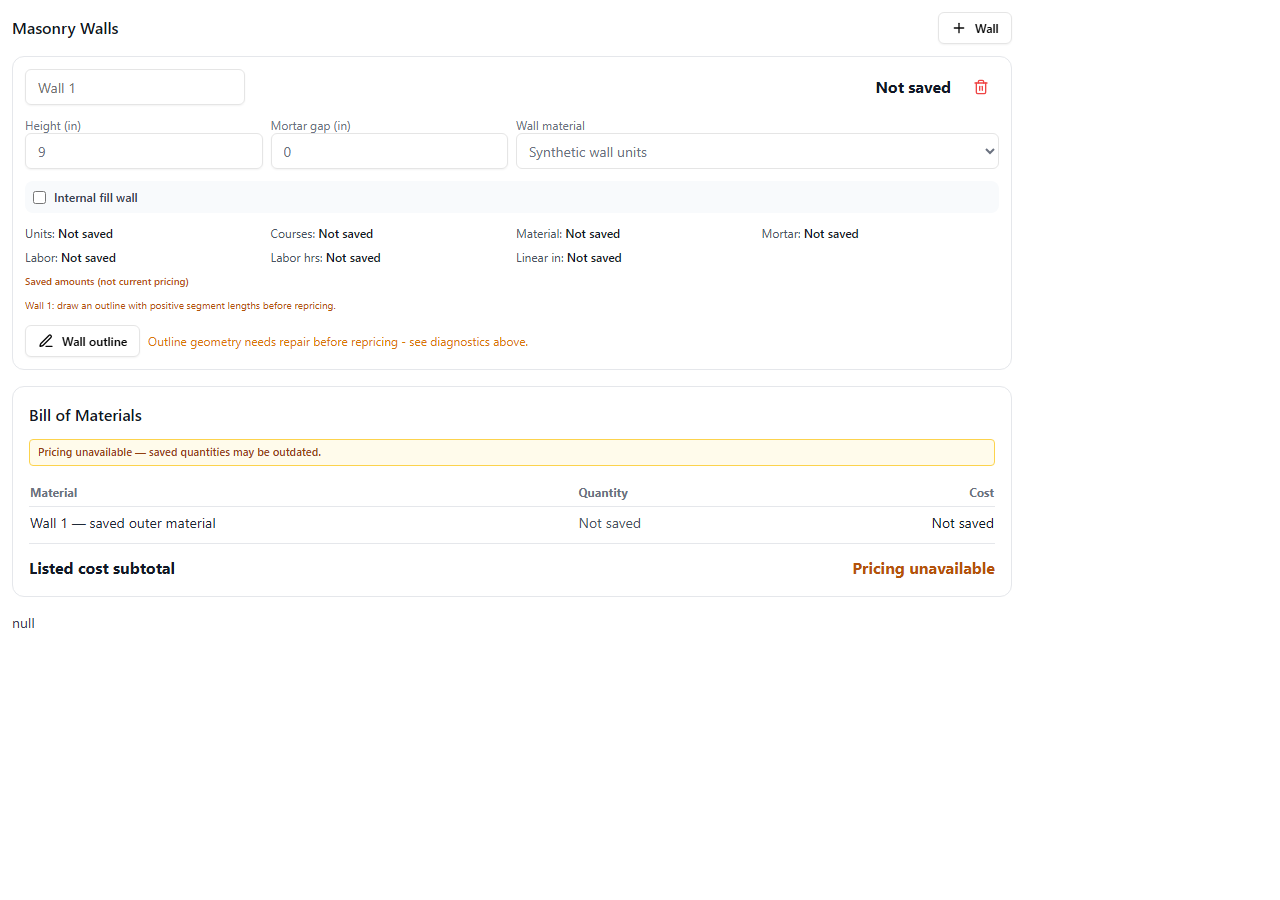 Masonry Walls
+ Wall
Wall 1
Not saved
Height (in)
Mortar gap (in)
Wall material
9
0
Synthetic wall units
Internal fill wall
Units: Not saved
Courses: Not saved
Material: Not saved
Mortar: Not saved
Labor: Not saved
Labor hrs: Not saved
Linear in: Not saved
Saved amounts (not current pricing)
Wall 1: draw an outline with positive segment lengths before repricing.
Wall outline
Outline geometry needs repair before repricing - see diagnostics above.
Bill of Materials
Pricing unavailable — saved quantities may be outdated.
Material
Quantity
Cost
Wall 1 — saved outer material
Not saved
Not saved
Listed cost subtotal
Pricing unavailable
null